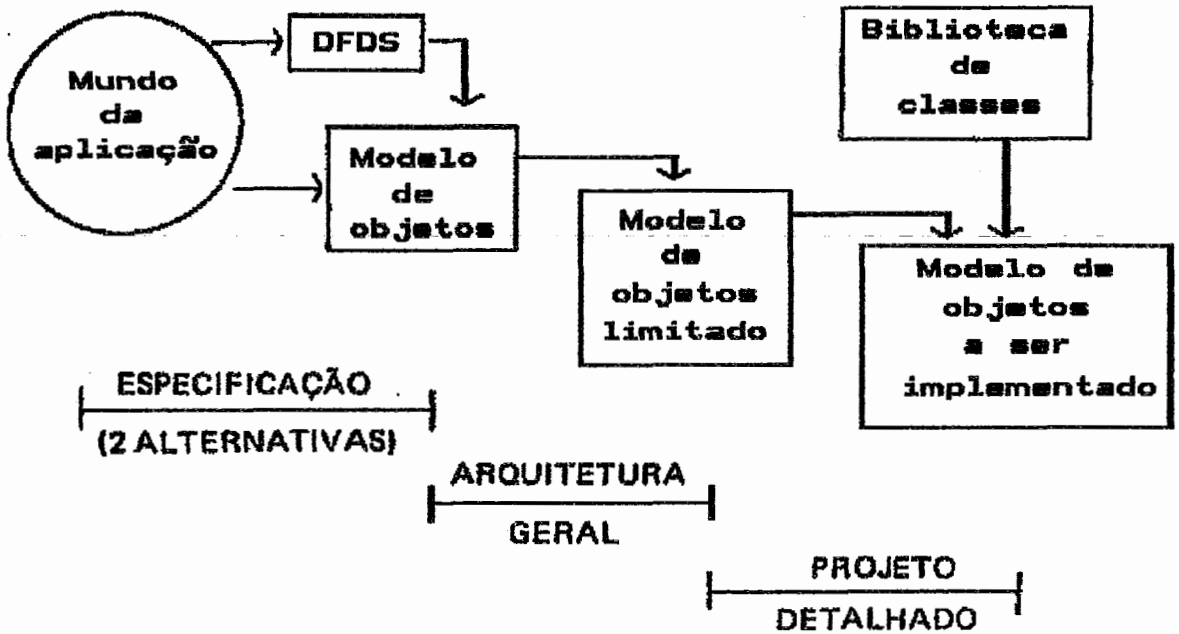 Mundo
da
aplicação
DFDS
Modelo
de
objetos
Modelo
de
objetos
limitado
Biblioteca
de
classes
Modelo de
objetos
a ser
implementado
ESPECIFICAÇÃO
(2 ALTERNATIVAS)
ARQUITETURA
GERAL
PROJETO
DETALHADO